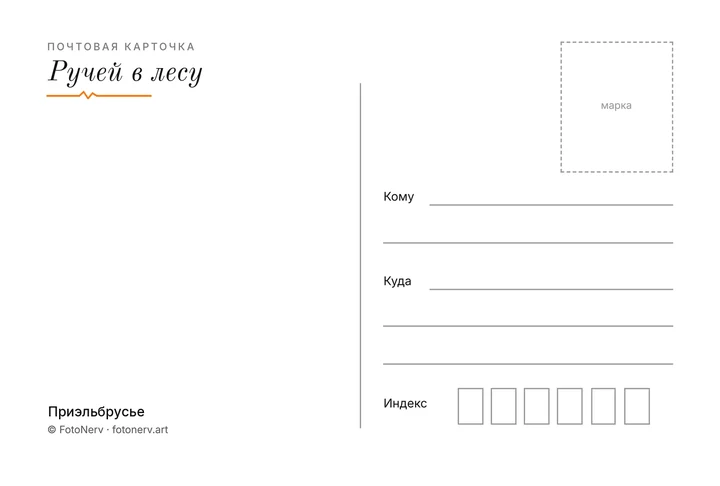 ПОЧТОВАЯ КАРТОЧКА
Ручей в лесу
марка
Кому
Куда
Индекс
Приэльбрусье
© FotoNerv · fotonerv.art